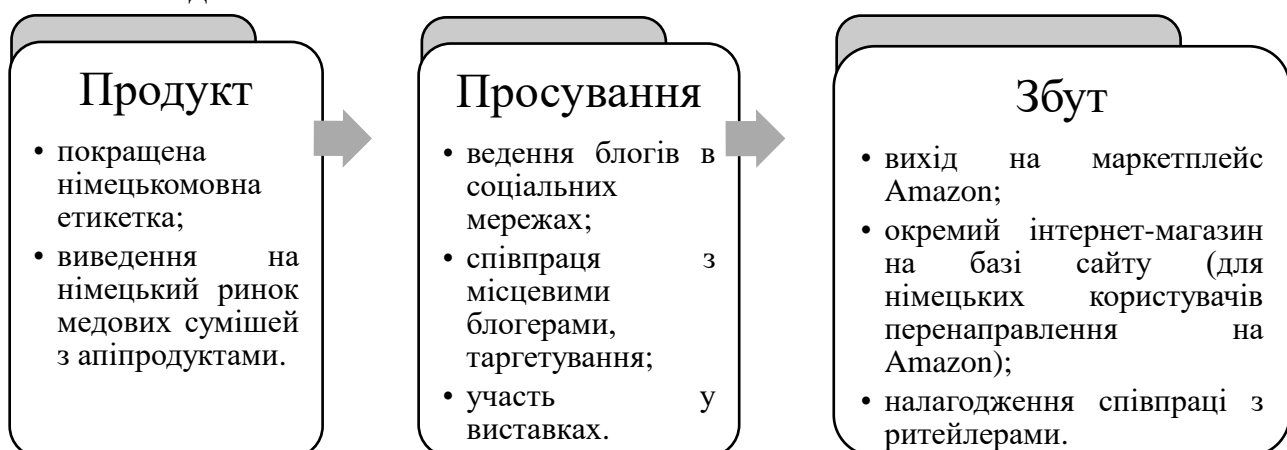 Продукт
• покращена
німецькомовна
етикетка;
• виведення на
німецький ринок
медових сумішей
з апіпродуктами.
Просування
• ведення блогів в
соціальних
мережах;
• співпраця з
місцевими
блогерами,
таргетування;
• участь у
виставках.
Збут
• вихід на маркетплейс
Amazon;
• окремий інтернет-магазин
на базі сайту (для
німецьких користувачів
перенаправлення на
Amazon);
• налагодження співпраці з
ритейлерами.